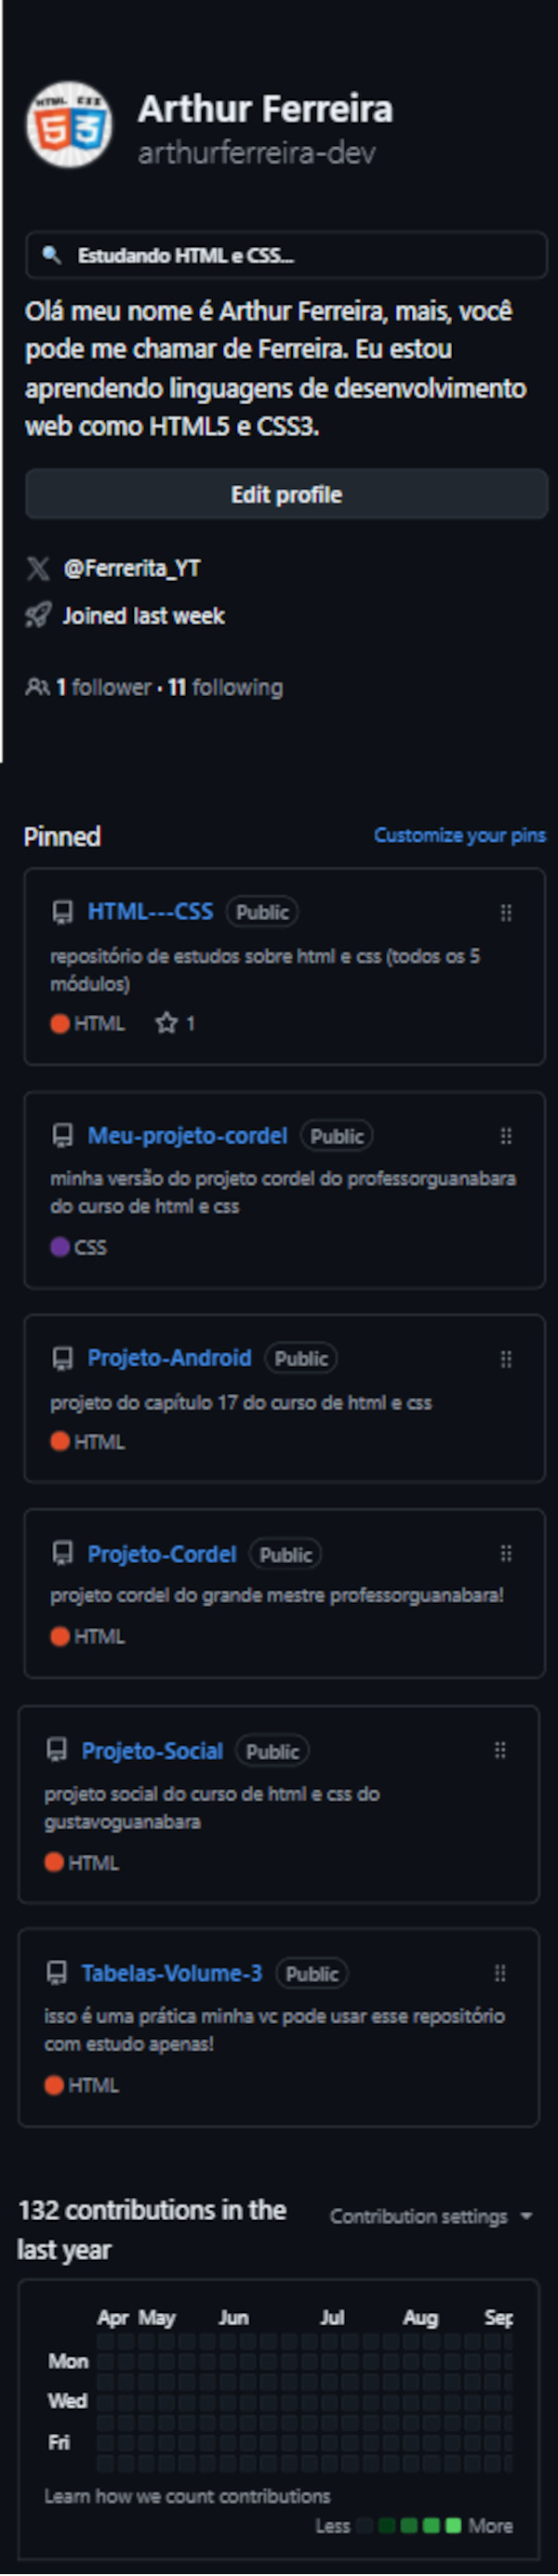 HTML CSS
5 3
Arthur Ferreira
arthurferreira-dev
Estudando HTML e CSS...
Olá meu nome é Arthur Ferreira, mais, você
pode me chamar de Ferreira. Eu estou
aprendendo linguagens de desenvolvimento
web como HTML5 e CSS3.
Edit profile
@Ferrerita_YT
Joined last week
1 follower · 11 following
Pinned
Customize your pins
HTML---CSS Public
repositório de estudos sobre html e css (todos os 5
módulos)
HTML 1
Meu-projeto-cordel Public
minha versão do projeto cordel do professorguanabara
do curso de html e css
CSS
Projeto-Android Public
projeto do capítulo 17 do curso de html e css
HTML
Projeto-Cordel Public
projeto cordel do grande mestre professorguanabara!
HTML
Projeto-Social Public
projeto social do curso de html e css do
gustavoguanabara
HTML
Tabelas-Volume-3 Public
isso é uma prática minha vc pode usar esse repositório
com estudo apenas!
HTML
132 contributions in the
last year
Contribution settings
Apr May Jun Jul Aug Sep
Mon
Wed
Fri
Learn how we count contributions
Less More